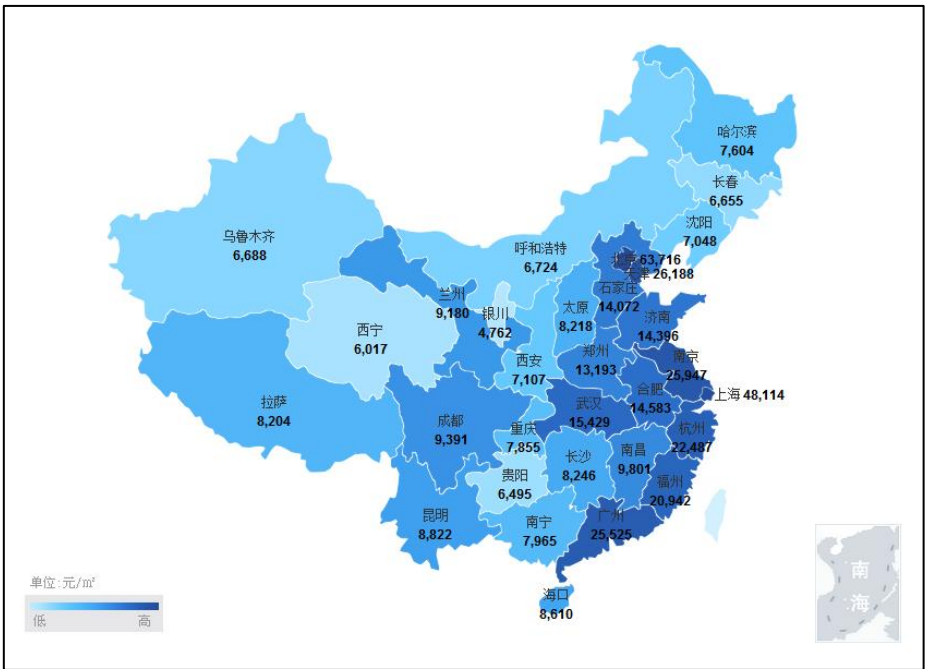 哈尔滨
7,604
长春
6,655
沈阳
7,048
乌鲁木齐
6,688
呼和浩特
6,724
北京 63,716
天津 26,188
石家庄
14,072
兰州
9,180
银川
4,762
太原
8,218
济南
14,396
西宁
6,017
西安
7,107
郑州
13,193
南京
25,947
上海 48,114
拉萨
8,204
成都
9,391
重庆
7,855
武汉
15,429
合肥
14,583
杭州
22,487
长沙
8,246
南昌
9,801
贵阳
6,495
福州
20,942
昆明
8,822
南宁
7,965
广州
25,525
海口
8,610
单位:元/㎡
低 高
南
海